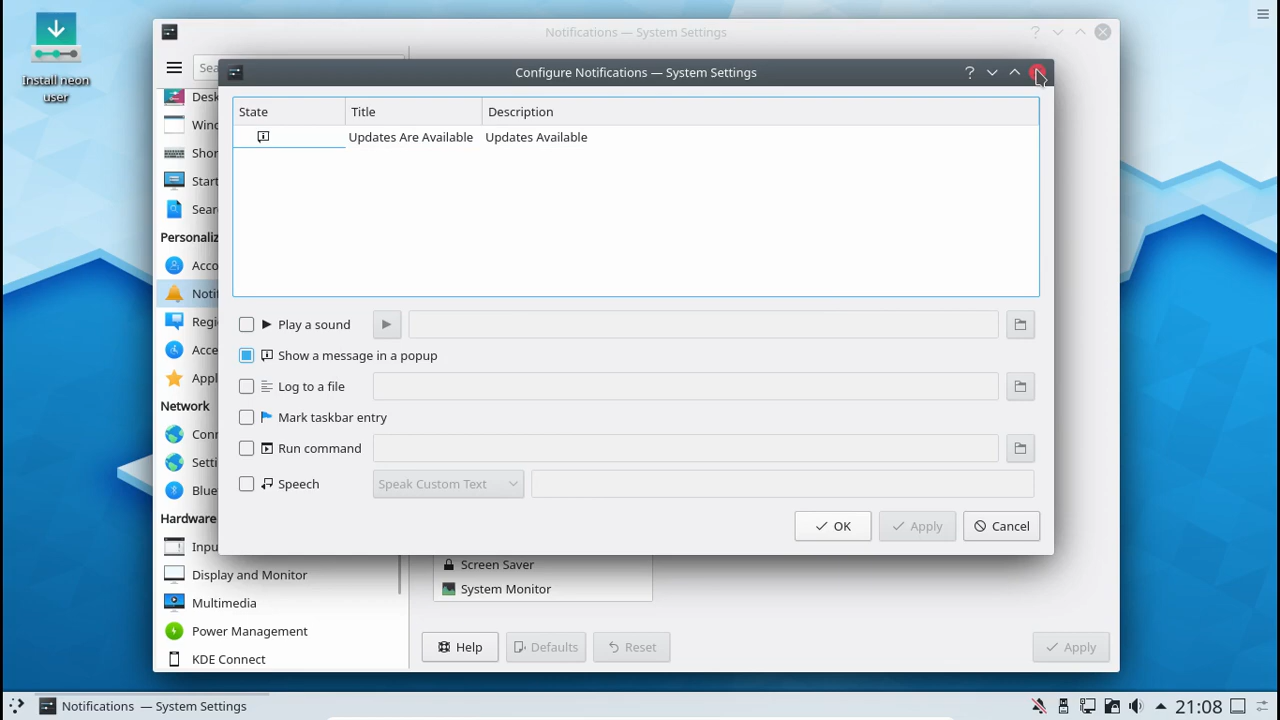 Notifications — System Settings
Install neon
user
Sea
Configure Notifications — System Settings
State
Title
Description
Updates Are Available
Updates Available
Play a sound
Show a message in a popup
Log to a file
Mark taskbar entry
Run command
Speech
Speak Custom Text
OK
Apply
Cancel
Desk
Wind
Shor
Start
Sear
Personaliz
Acco
Notif
Regi
Acce
Appl
Network
Conn
Setti
Blue
Hardware
Inpu
Display and Monitor
Multimedia
Power Management
KDE Connect
Screen Saver
System Monitor
Help
Defaults
Reset
Apply
Notifications — System Settings
21:08